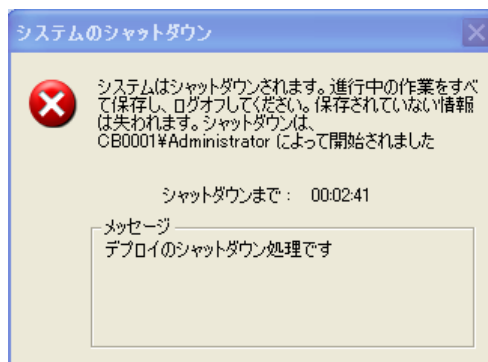 システムのシャットダウン
システムはシャットダウンされます。進行中の作業をすべ
て保存し、ログオフしてください。保存されていない情報
は失われます。シャットダウンは、
CB0001¥Administrator によって開始されました
シャットダウンまで： 00:02:41
メッセージ
デプロイのシャットダウン処理です